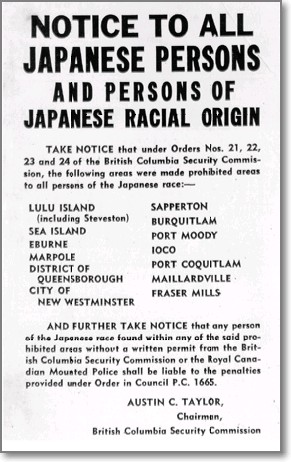 NOTICE TO ALL
JAPANESE PERSONS
AND PERSONS OF
JAPANESE RACIAL ORIGIN
TAKE NOTICE that under Orders Nos. 21, 22,
23 and 24 of the British Columbia Security Commis-
sion, the following areas were made prohibited areas
to all persons of the Japanese race:—
LULU ISLAND
(including Steveston)
SEA ISLAND
EBURNE
MARPOLE
DISTRICT OF
QUEENSBOROUGH
CITY OF
NEW WESTMINSTER
SAPPERTON
BURQUITLAM
PORT MOODY
IOCO
PORT COQUITLAM
MAILLARDVILLE
FRASER MILLS
AND FURTHER TAKE NOTICE that any person
of the Japanese race found within any of the said pro-
hibited areas without a written permit from the Brit-
ish Columbia Security Commission or the Royal Cana-
dian Mounted Police shall be liable to the penalties
provided under Order in Council P.C. 1665.
AUSTIN C. TAYLOR,
Chairman,
British Columbia Security Commission